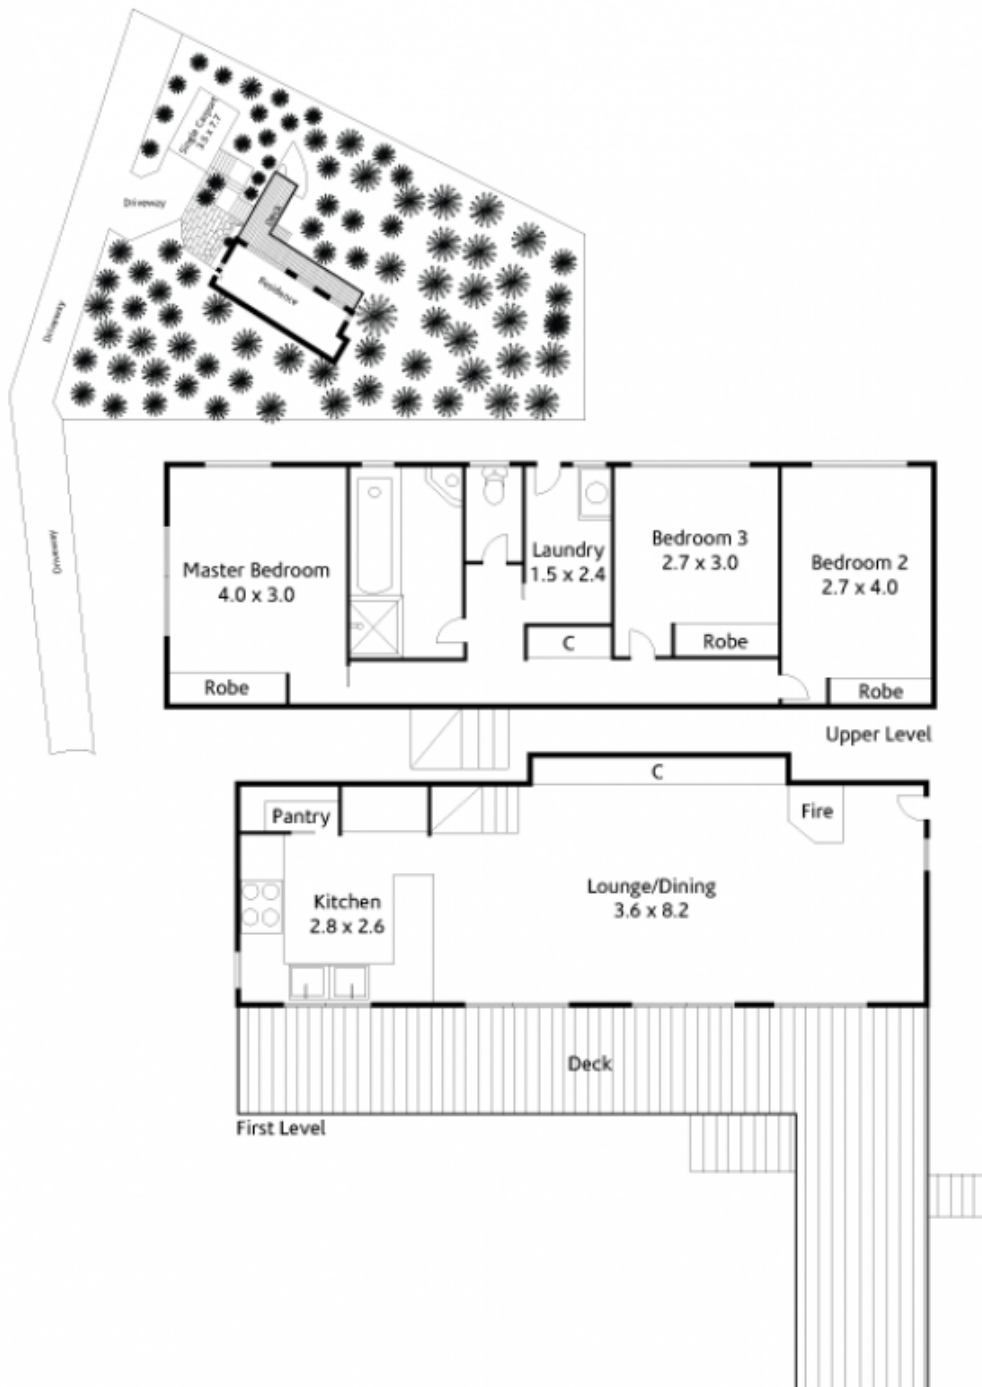 Single Carport
3.5 x 7.7
Driveway
Deck
Residence
Driveway
Driveway
Master Bedroom
4.0 x 3.0
Robe
Laundry
1.5 x 2.4
C
Bedroom 3
2.7 x 3.0
Robe
Bedroom 2
2.7 x 4.0
Robe
Upper Level
C
Pantry
Fire
Kitchen
2.8 x 2.6
Lounge/Dining
3.6 x 8.2
Deck
First Level